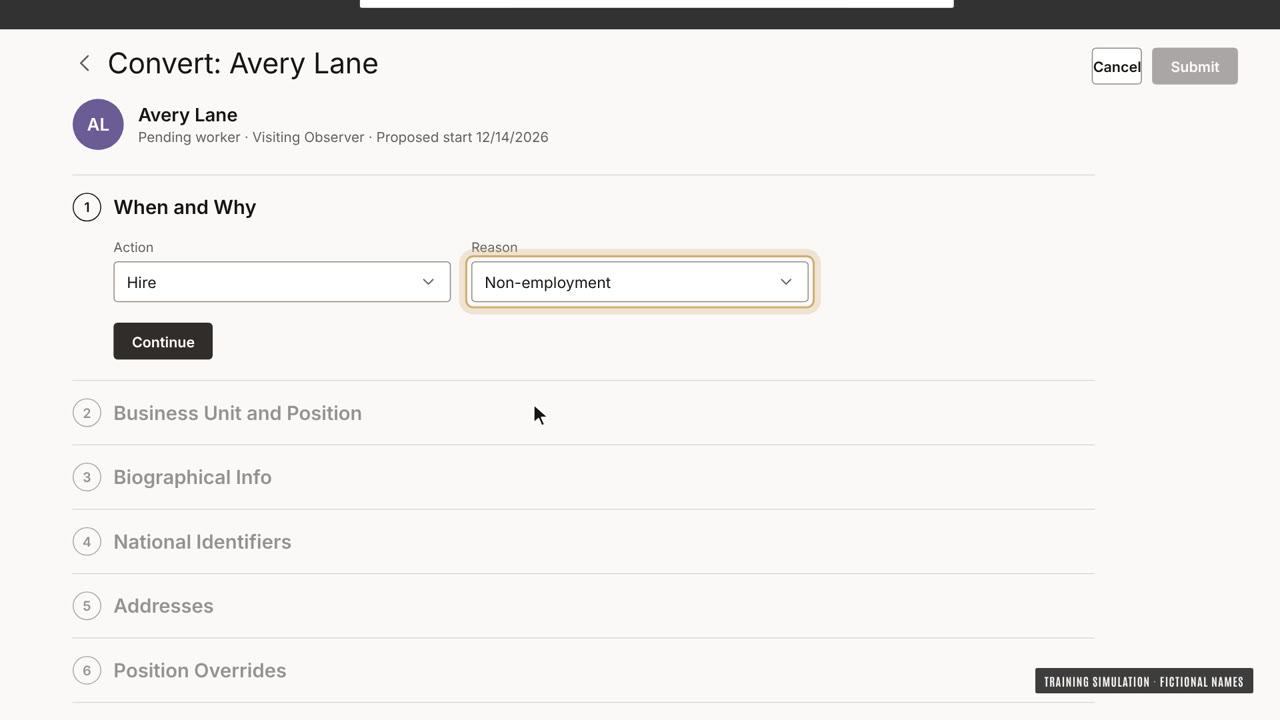 Convert: Avery Lane
Cancel
Submit
AL
Avery Lane
Pending worker · Visiting Observer · Proposed start 12/14/2026
1
When and Why
Action
Reason
Hire
Non-employment
Continue
2
Business Unit and Position
3
Biographical Info
4
National Identifiers
5
Addresses
6
Position Overrides
TRAINING SIMULATION · FICTIONAL NAMES